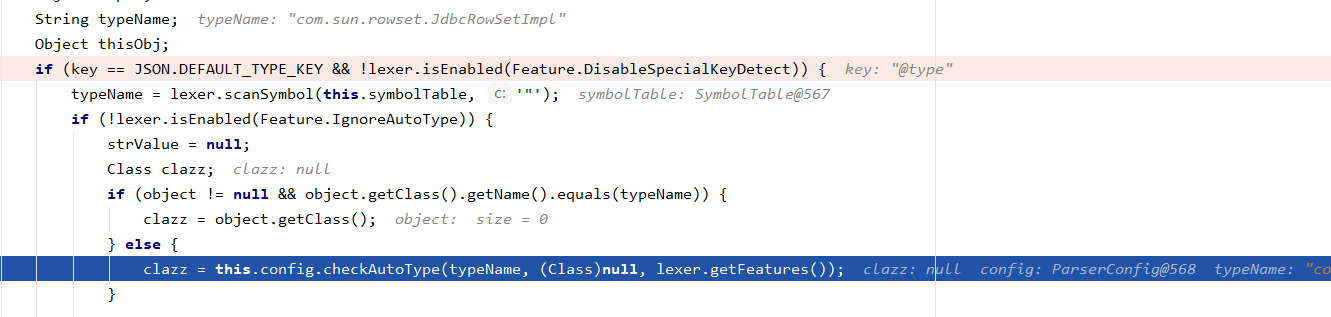 String typeName;  typeName: "com.sun.rowset.JdbcRowSetImpl"
Object thisObj;
if (key == JSON.DEFAULT_TYPE_KEY && !lexer.isEnabled(Feature.DisableSpecialKeyDetect)) {  key: "@type"
typeName = lexer.scanSymbol(this.symbolTable, c: '"');  symbolTable: SymbolTable@567
if (!lexer.isEnabled(Feature.IgnoreAutoType)) {
strValue = null;
Class clazz;  clazz: null
if (object != null && object.getClass().getName().equals(typeName)) {
clazz = object.getClass();  object:  size = 0
} else {
clazz = this.config.checkAutoType(typeName, (Class)null, lexer.getFeatures());  clazz: null  config: ParserConfig@568  typeName: "co
}